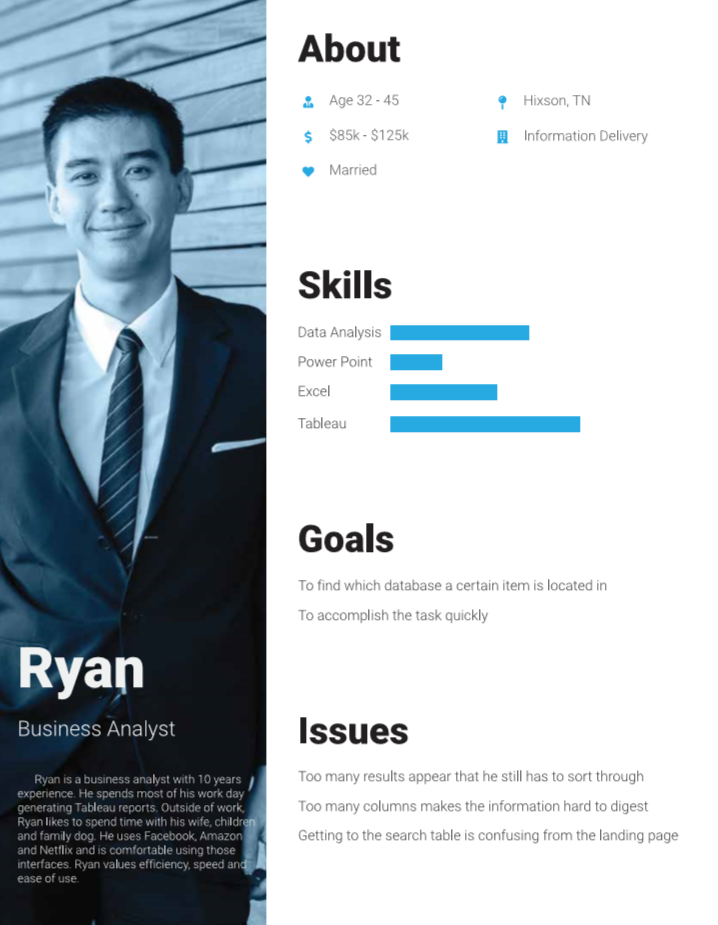 About
Age 32 - 45
Hixson, TN
$85k - $125k
Information Delivery
Married
Skills
Data Analysis
Power Point
Excel
Tableau
Goals
To find which database a certain item is located in
To accomplish the task quickly
Issues
Too many results appear that he still has to sort through
Too many columns makes the information hard to digest
Getting to the search table is confusing from the landing page
Ryan
Business Analyst
Ryan is a business analyst with 10 years
experience. He spends most of his work day
generating Tableau reports. Outside of work,
Ryan likes to spend time with his wife, children
and family dog. He uses Facebook, Amazon
and Netflix and is comfortable using those
interfaces. Ryan values efficiency, speed and
ease of use.